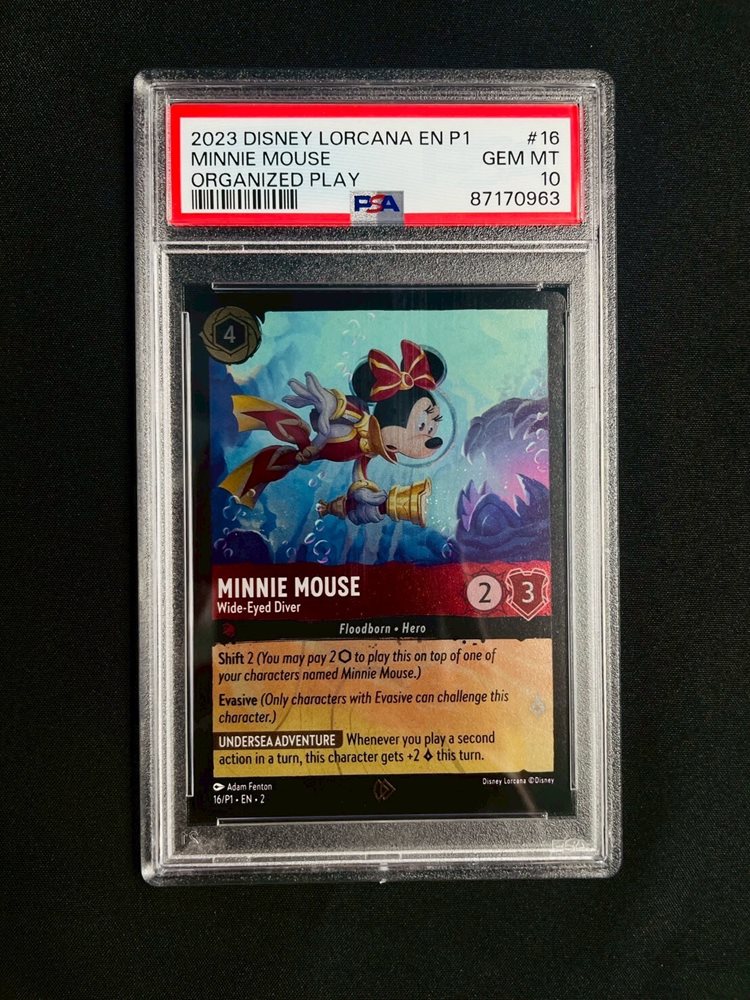 2023 DISNEY LORCANA EN P1 #16
MINNIE MOUSE GEM MT
ORGANIZED PLAY 10
PSA 87170963
4
MINNIE MOUSE
Wide-Eyed Diver
2 3
Floodborn • Hero
Shift 2 (You may pay 2 to play this on top of one of
your characters named Minnie Mouse.)
Evasive (Only characters with Evasive can challenge this
character.)
UNDERSEA ADVENTURE Whenever you play a second
action in a turn, this character gets +2 this turn.
Adam Fenton Disney Lorcana ©Disney
16/P1 • EN • 2
PSA